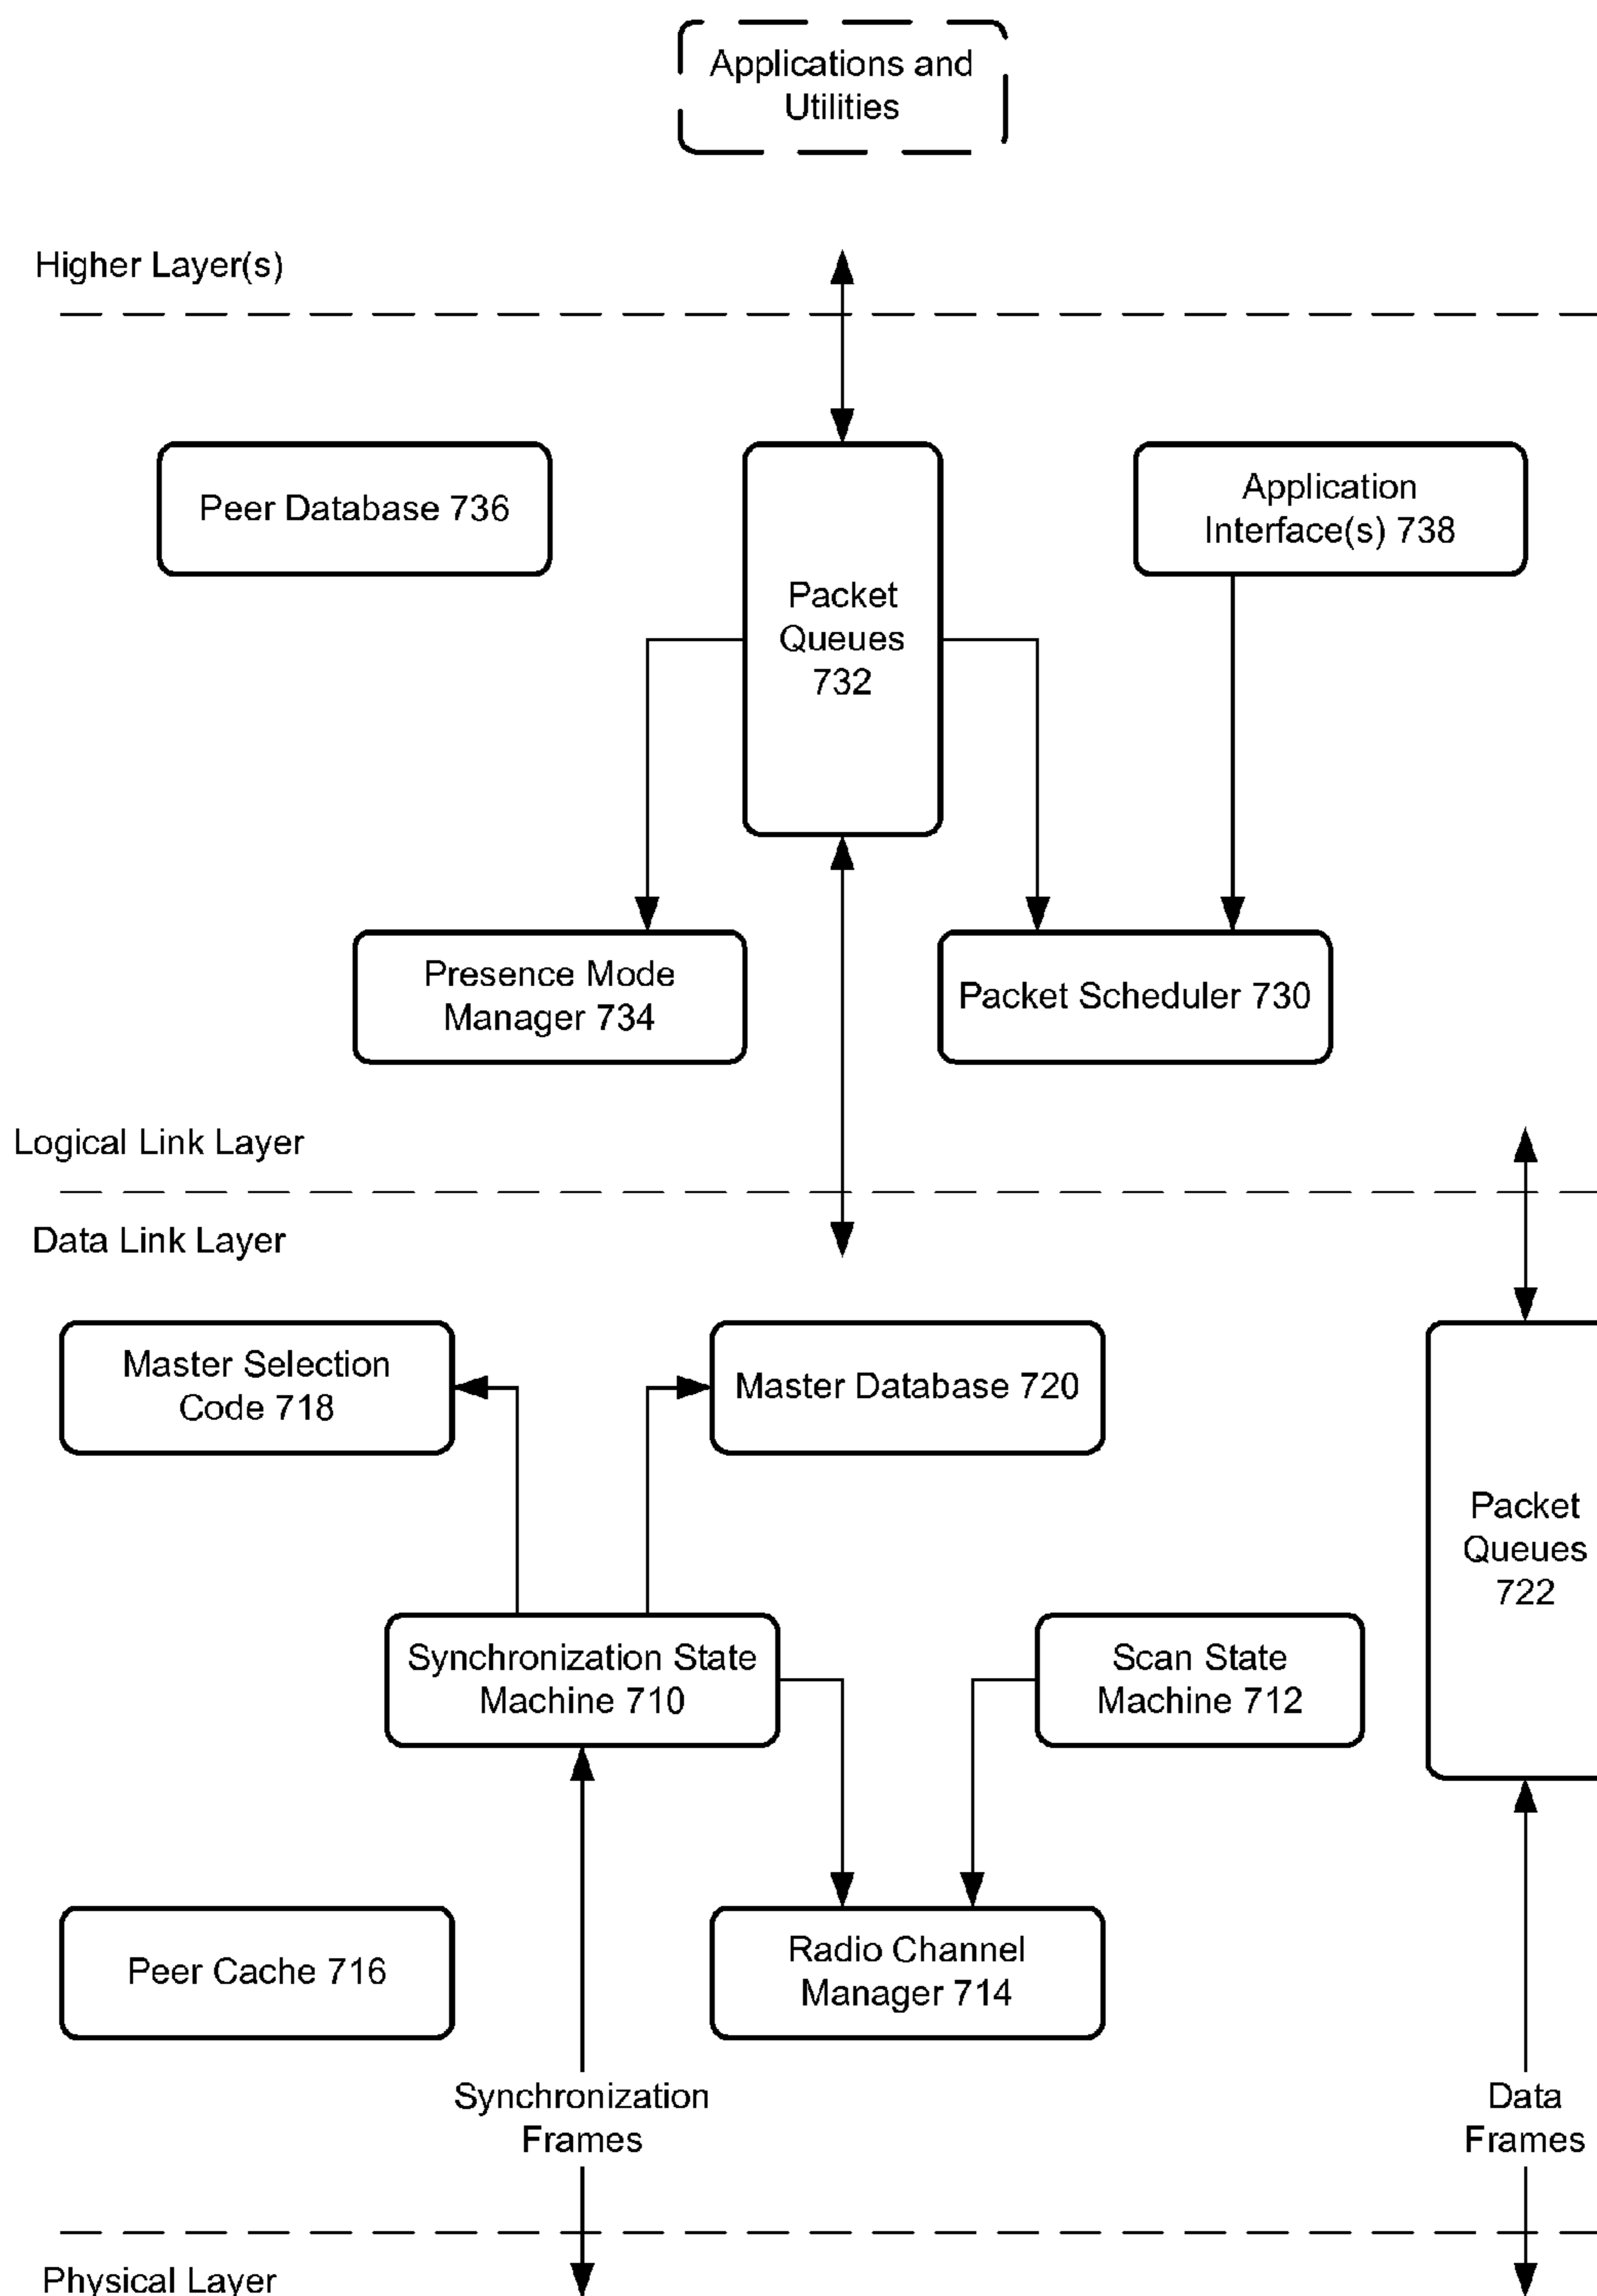 Applications and
Utilities
Higher Layer(s)
Peer Database 736
Packet
Queues
732
Application
Interface(s) 738
Presence Mode
Manager 734
Packet Scheduler 730
Logical Link Layer
Data Link Layer
Master Selection
Code 718
Master Database 720
Packet
Queues
722
Synchronization State
Machine 710
Scan State
Machine 712
Peer Cache 716
Radio Channel
Manager 714
Synchronization
Frames
Data
Frames
Physical Layer